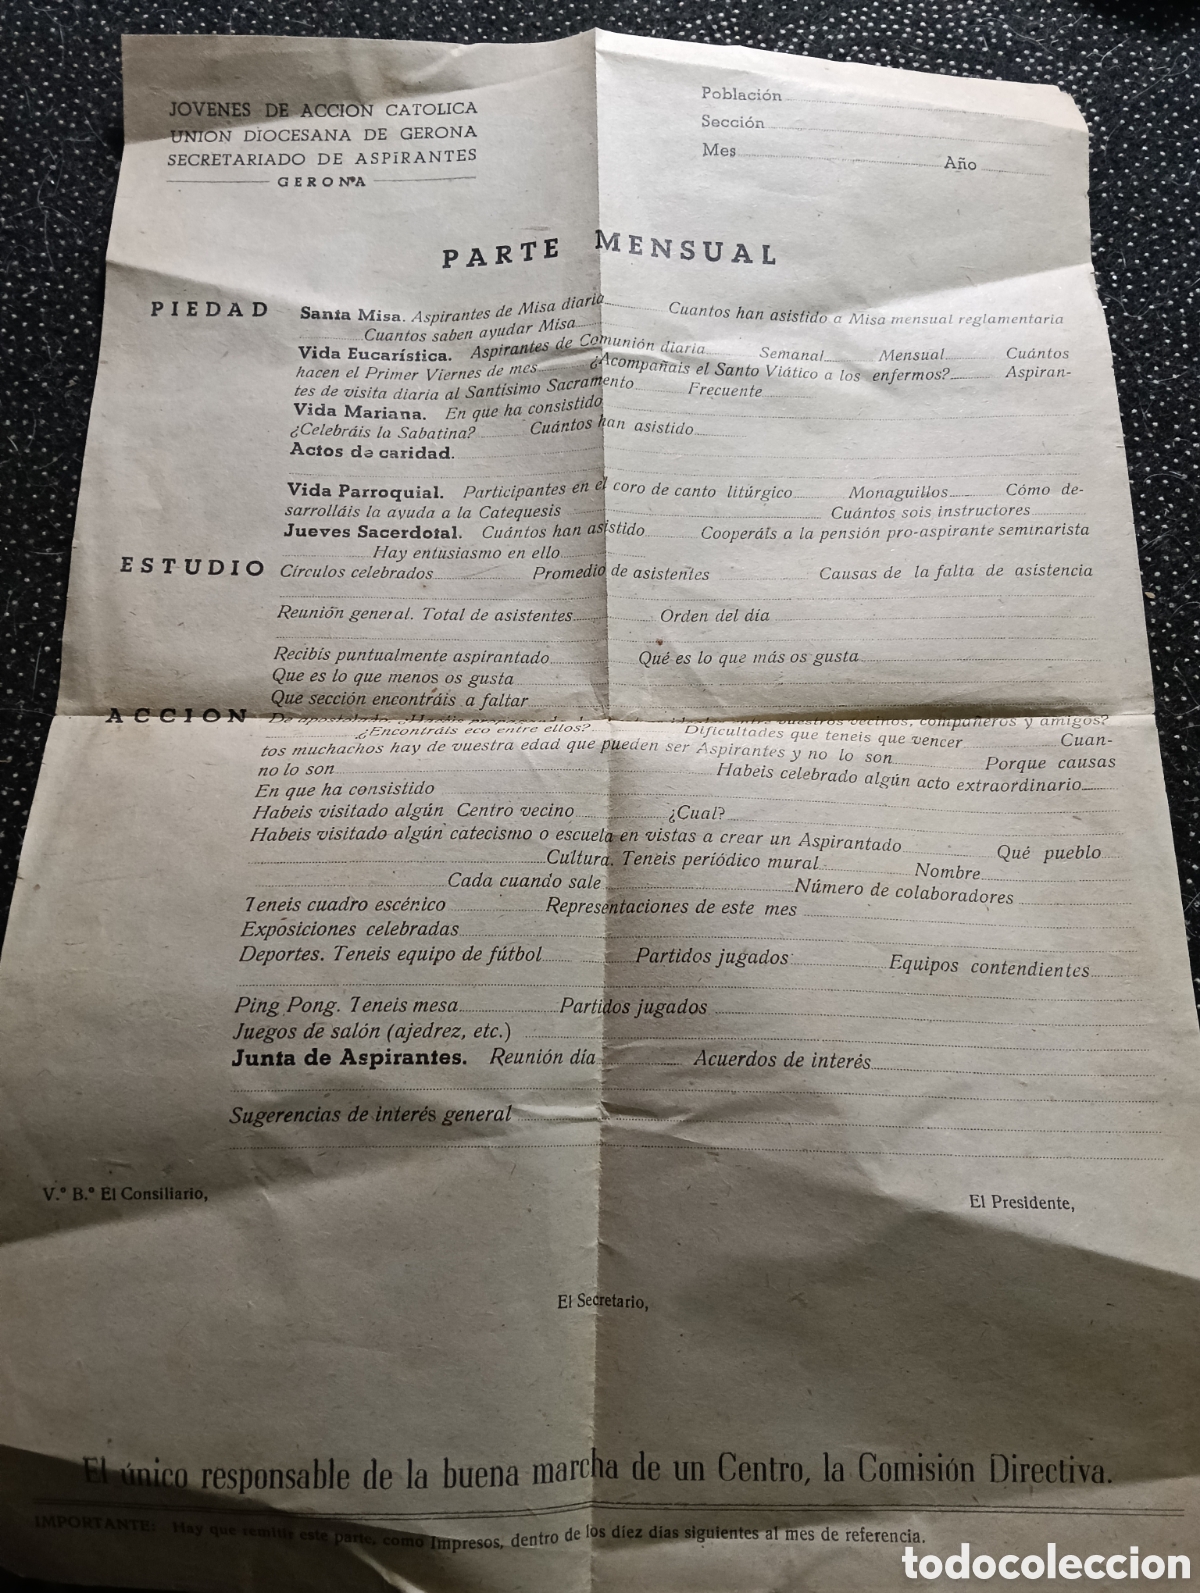 JOVENES DE ACCION CATOLICA
UNION DIOCESANA DE GERONA
SECRETARIADO DE ASPIRANTES
GERONA
Población
Sección
Mes Año
PARTE MENSUAL
PIEDAD Santa Misa. Aspirantes de Misa diaria Cuantos han asistido a Misa mensual reglamentaria
Cuantos saben ayudar Misa
Vida Eucarística. Aspirantes de Comunión diaria Semanal Mensual Cuántos
hacen el Primer Viernes de mes ¿Acompañais el Santo Viático a los enfermos? Aspiran-
tes de visita diaria al Santísimo Sacramento Frecuente
Vida Mariana. En que ha consistido
¿Celebráis la Sabatina? Cuántos han asistido
Actos de caridad.
Vida Parroquial. Participantes en el coro de canto litúrgico Monaguillos Cómo de-
sarrolláis la ayuda a la Catequesis Cuántos sois instructores
Jueves Sacerdotal. Cuántos han asistido Cooperáis a la pensión pro-aspirante seminarista
Hay entusiasmo en ello
ESTUDIO Círculos celebrados Promedio de asistentes Causas de la falta de asistencia
Reunión general. Total de asistentes Orden del día
Recibís puntualmente aspirantado Qué es lo que más os gusta
Que es lo que menos os gusta
Que sección encontráis a faltar
ACCION De apostolado. entre vuestros vecinos, compañeros y amigos?
¿Encontráis eco entre ellos? Dificultades que teneis que vencer Cuan-
tos muchachos hay de vuestra edad que pueden ser Aspirantes y no lo son Porque causas
no lo son Habeis celebrado algún acto extraordinario
En que ha consistido
Habeis visitado algún Centro vecino ¿Cual?
Habeis visitado algún catecismo o escuela en vistas a crear un Aspirantado Qué pueblo
Cultura. Teneis periódico mural Nombre
Cada cuando sale Número de colaboradores
Teneis cuadro escénico Representaciones de este mes
Exposiciones celebradas
Deportes. Teneis equipo de fútbol Partidos jugados Equipos contendientes
Ping Pong. Teneis mesa Partidos jugados
Juegos de salón (ajedrez, etc.)
Junta de Aspirantes. Reunión día Acuerdos de interés
Sugerencias de interés general
V.º B.º El Consiliario,
El Presidente,
El Secretario,
El único responsable de la buena marcha de un Centro, la Comisión Directiva.
IMPORTANTE: Hay que remitir este parte, como Impresos, dentro de los diez días siguientes al mes de referencia.
todocoleccion